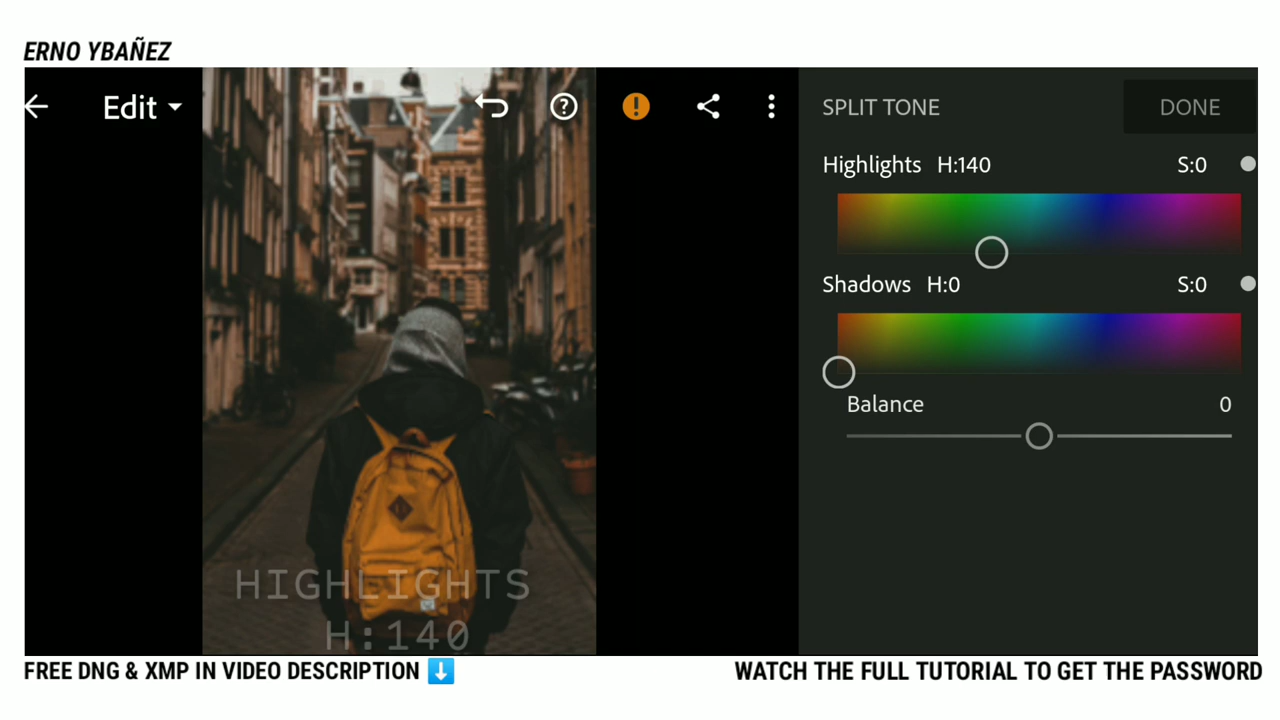 ERNO YBAÑEZ
Edit
SPLIT TONE
DONE
Highlights H:140 S:0
Shadows H:0 S:0
Balance 0
HIGHLIGHTS
H:140
FREE DNG & XMP IN VIDEO DESCRIPTION ⬇️
WATCH THE FULL TUTORIAL TO GET THE PASSWORD